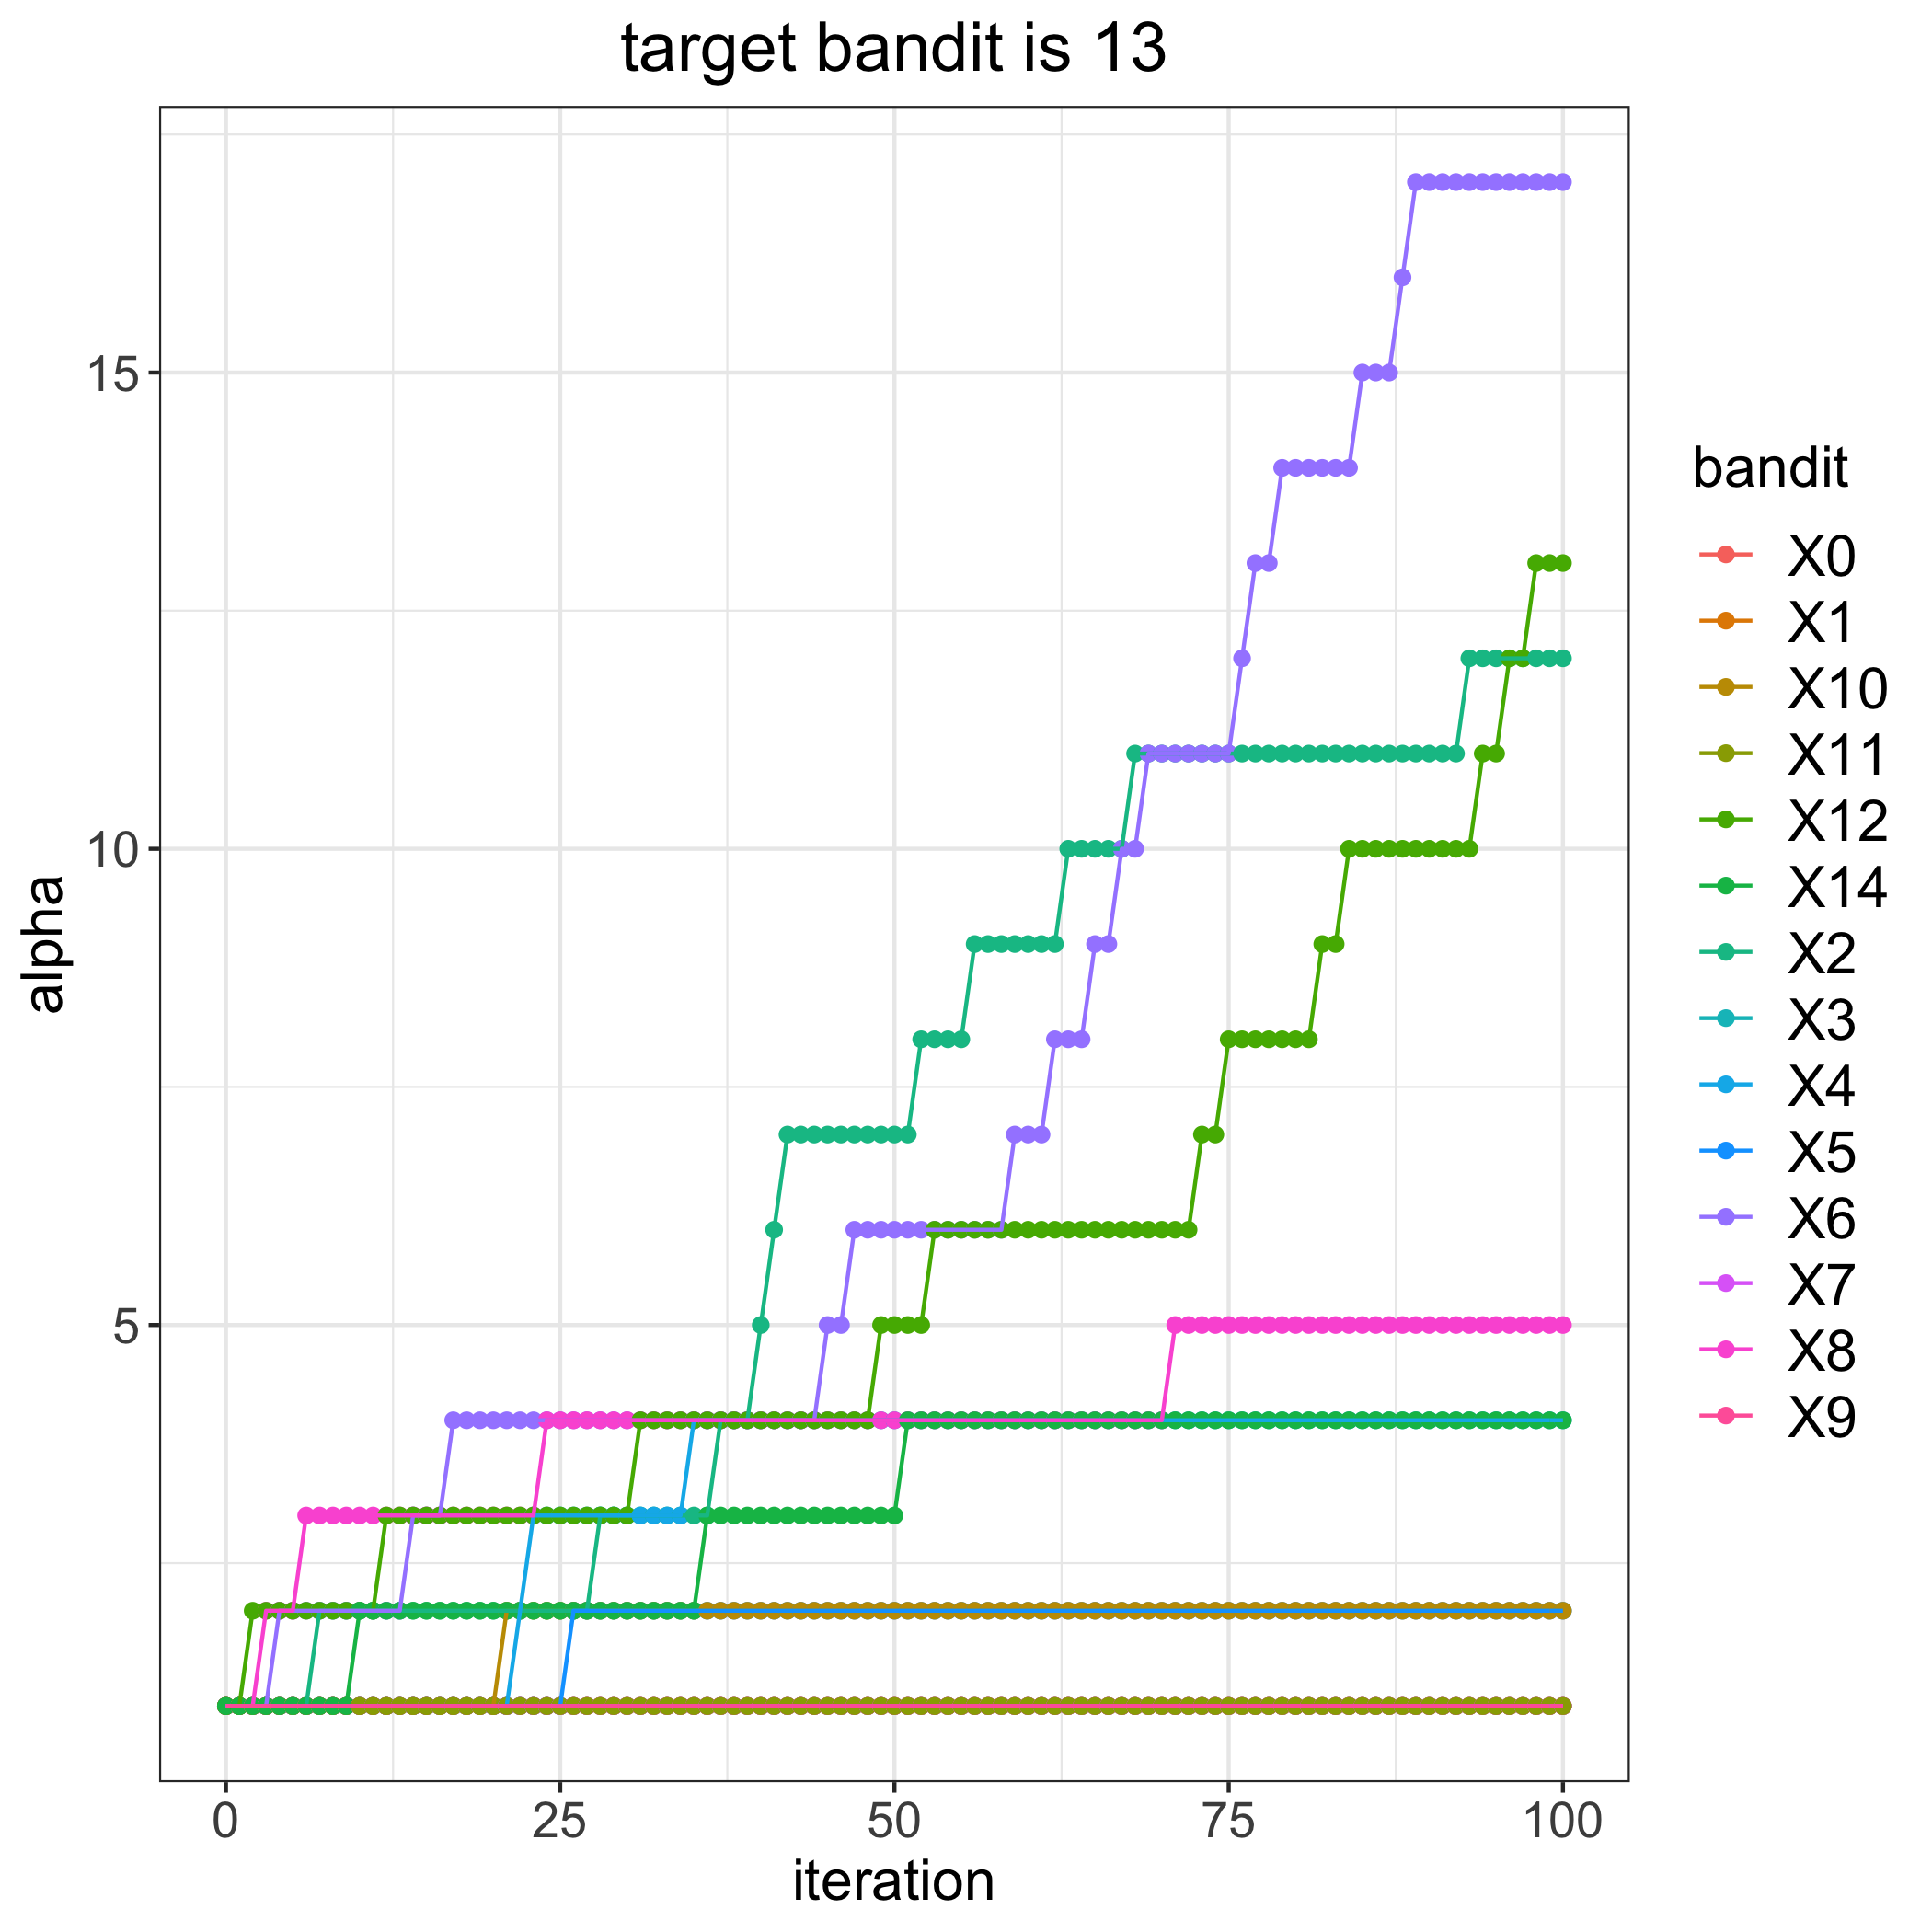 target bandit is 13
15
10
5
alpha
0 25 50 75 100
iteration
bandit
X0
X1
X10
X11
X12
X14
X2
X3
X4
X5
X6
X7
X8
X9